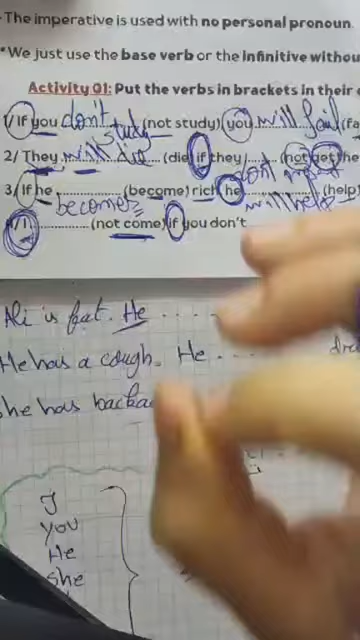 - The imperative is used with no personal pronoun.
*We just use the base verb or the infinitive withou
Activity 01: Put the verbs in brackets in their
1/ If you don't study (not study) you will fail (fa
2/ They will die (die) if they don't (not get) he
3/ If he becomes (become) rich he will help (help)
4/ I (not come) if you don't
Ali is fat. He ....
He has a cough. He ....
She has backa
I
you
He
she